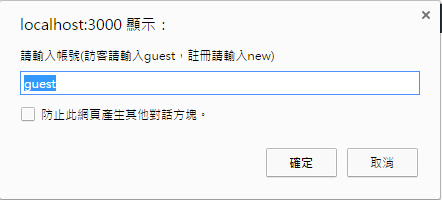 localhost:3000 顯示：
請輸入帳號(訪客請輸入guest，註冊請輸入new)
guest
防止此網頁產生其他對話方塊。
確定
取消